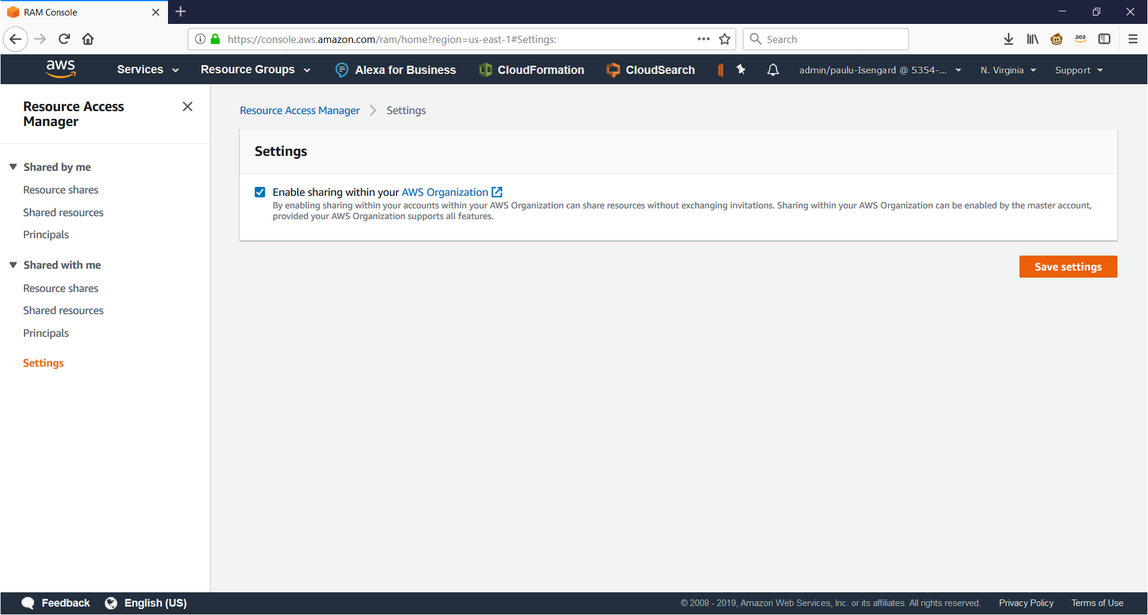 RAM Console
https://console.aws.amazon.com/ram/home?region=us-east-1#Settings:
Search
aea
aws
Services
Resource Groups
Alexa for Business
CloudFormation
CloudSearch
admin/paulu-Isengard @ 5354-...
N. Virginia
Support
Resource Access
Manager
Shared by me
Resource shares
Shared resources
Principals
Shared with me
Resource shares
Shared resources
Principals
Settings
Resource Access Manager
Settings
Settings
Enable sharing within your AWS Organization
By enabling sharing within your accounts within your AWS Organization can share resources without exchanging invitations. Sharing within your AWS Organization can be enabled by the master account,
provided your AWS Organization supports all features.
Save settings
Feedback
English (US)
© 2008 - 2019, Amazon Web Services, Inc. or its affiliates. All rights reserved.
Privacy Policy
Terms of Use